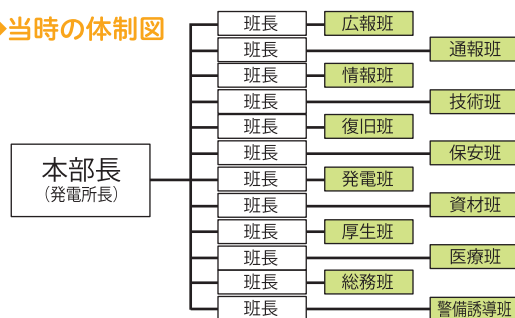 当時の体制図
班長 広報班
班長 通報班
班長 情報班
班長 技術班
班長 復旧班
班長 保安班
本部長
(発電所長)
班長 発電班
班長 資材班
班長 厚生班
班長 医療班
班長 総務班
班長 警備誘導班